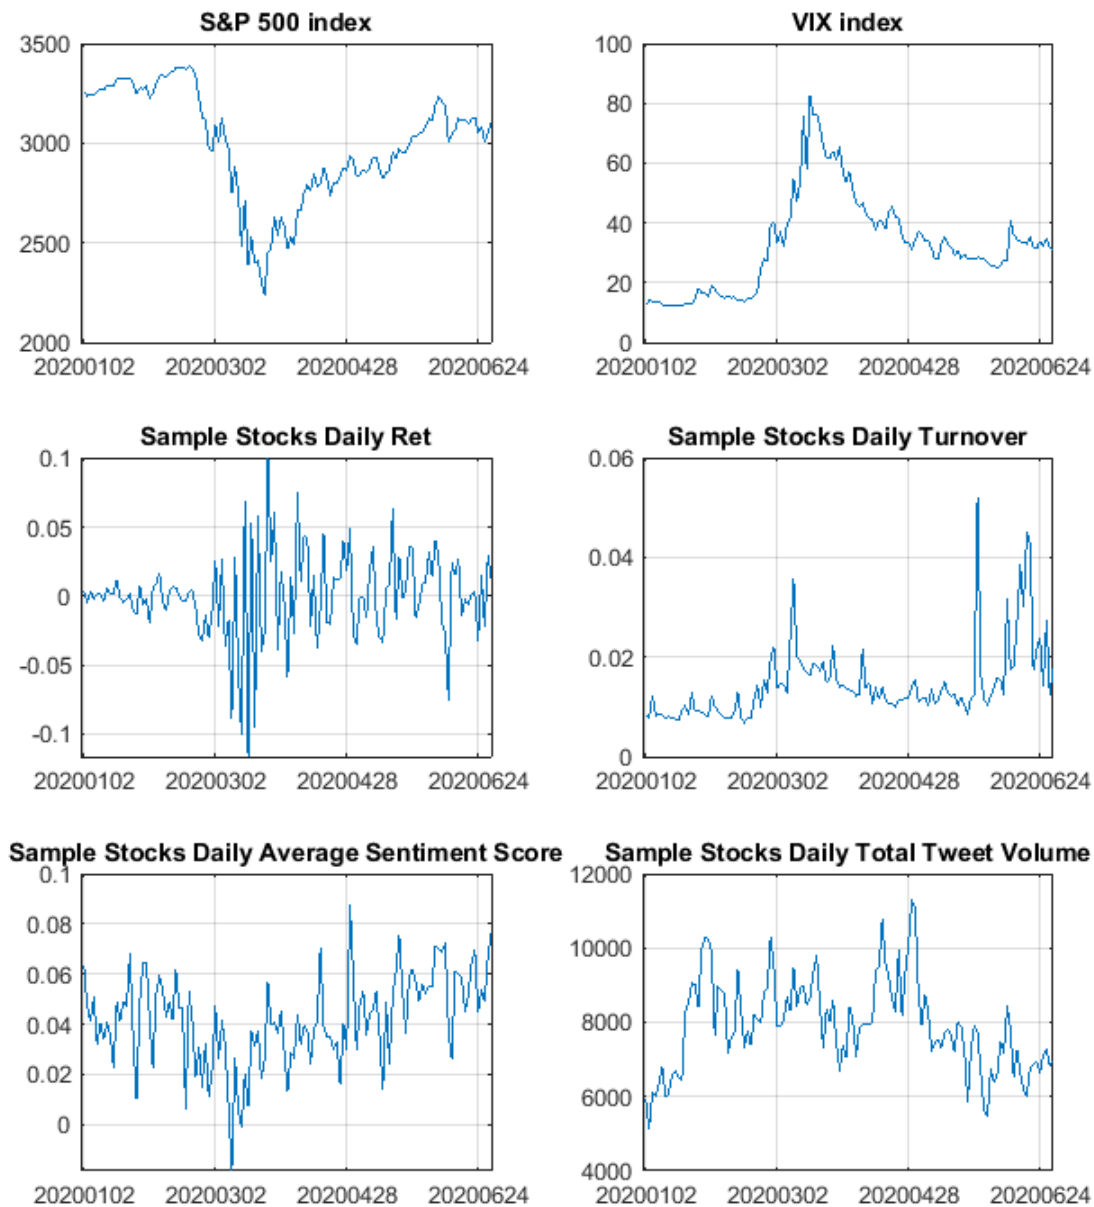 S&P 500 index
3500
3000
2500
2000
20200102 20200302 20200428 20200624
VIX index
100
80
60
40
20
0
20200102 20200302 20200428 20200624
Sample Stocks Daily Ret
0.1
0.05
0
-0.05
-0.1
20200102 20200302 20200428 20200624
Sample Stocks Daily Turnover
0.06
0.04
0.02
0
20200102 20200302 20200428 20200624
Sample Stocks Daily Average Sentiment Score
0.1
0.08
0.06
0.04
0.02
0
20200102 20200302 20200428 20200624
Sample Stocks Daily Total Tweet Volume
12000
10000
8000
6000
4000
20200102 20200302 20200428 20200624